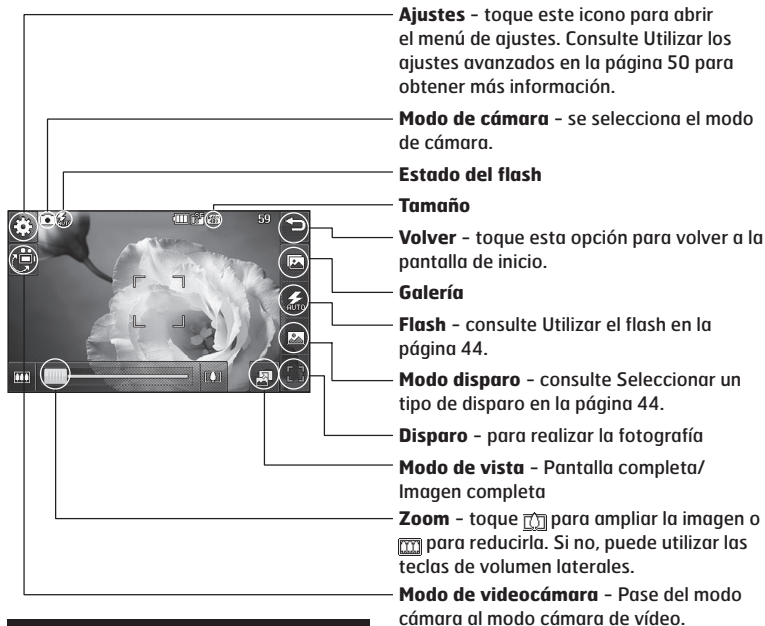 Ajustes – toque este icono para abrir
el menú de ajustes. Consulte Utilizar los
ajustes avanzados en la página 50 para
obtener más información.
Modo de cámara – se selecciona el modo
de cámara.
Estado del flash
Tamaño
Volver – toque esta opción para volver a la
pantalla de inicio.
Galería
Flash – consulte Utilizar el flash en la
página 44.
Modo disparo – consulte Seleccionar un
tipo de disparo en la página 44.
Disparo – para realizar la fotografía
Modo de vista – Pantalla completa/
Imagen completa
Zoom – toque para ampliar la imagen o
para reducirla. Si no, puede utilizar las
teclas de volumen laterales.
Modo de videocámara – Pase del modo
cámara al modo cámara de vídeo.
59
AUTO